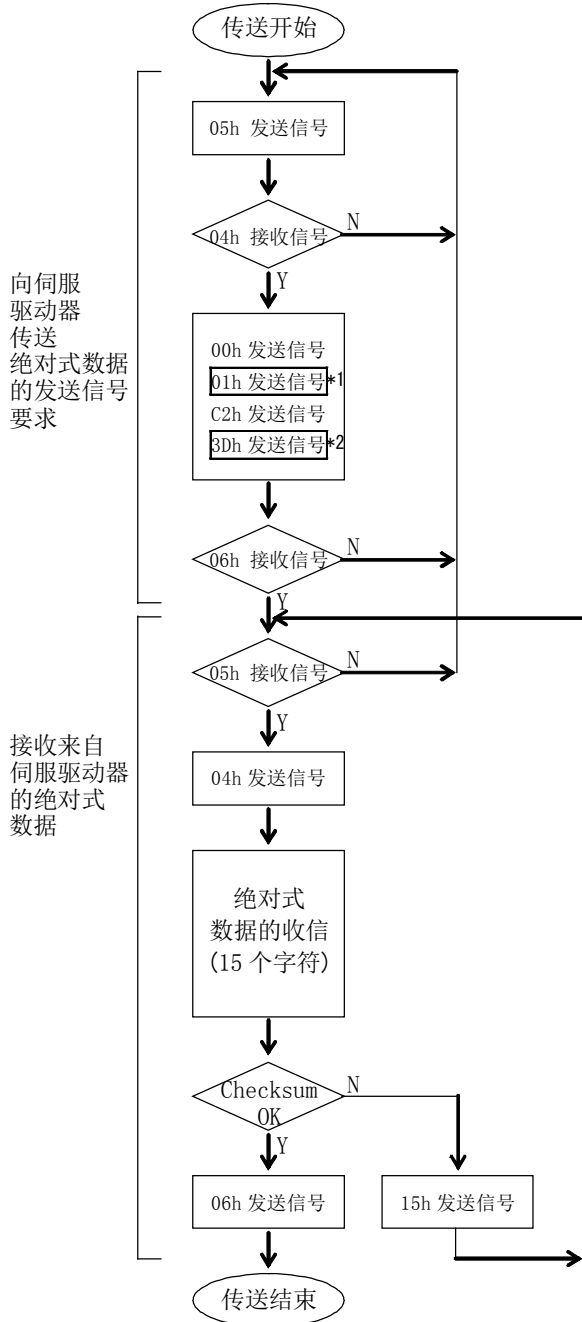 传送开始
05h 发送信号
04h 接收信号
N
Y
向伺服
驱动器
传送
绝对式数据
的发送信号
要求
00h 发送信号
01h 发送信号*1
C2h 发送信号
3Dh 发送信号*2
06h 接收信号
N
Y
05h 接收信号
N
Y
接收来自
伺服驱动器
的绝对式
数据
04h 发送信号
绝对式
数据的收信
(15 个字符)
Checksum
OK
N
Y
06h 发送信号
15h 发送信号
传送结束